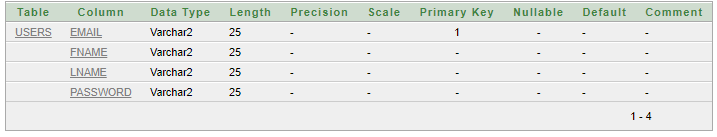 Table Column Data Type Length Precision Scale Primary Key Nullable Default Comment
USERS EMAIL Varchar2 25 - - 1 - - -
FNAME Varchar2 25 - - - - - -
LNAME Varchar2 25 - - - - - -
PASSWORD Varchar2 25 - - - - - -
1 - 4